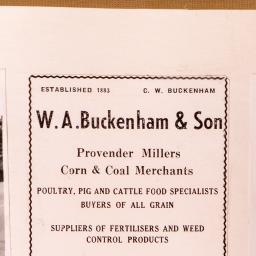 ESTABLISHED 1883 C. W. BUCKENHAM
W. A. Buckenham & Son
Provender Millers
Corn & Coal Merchants
POULTRY, PIG AND CATTLE FOOD SPECIALISTS
BUYERS OF ALL GRAIN
SUPPLIERS OF FERTILISERS AND WEED
CONTROL PRODUCTS